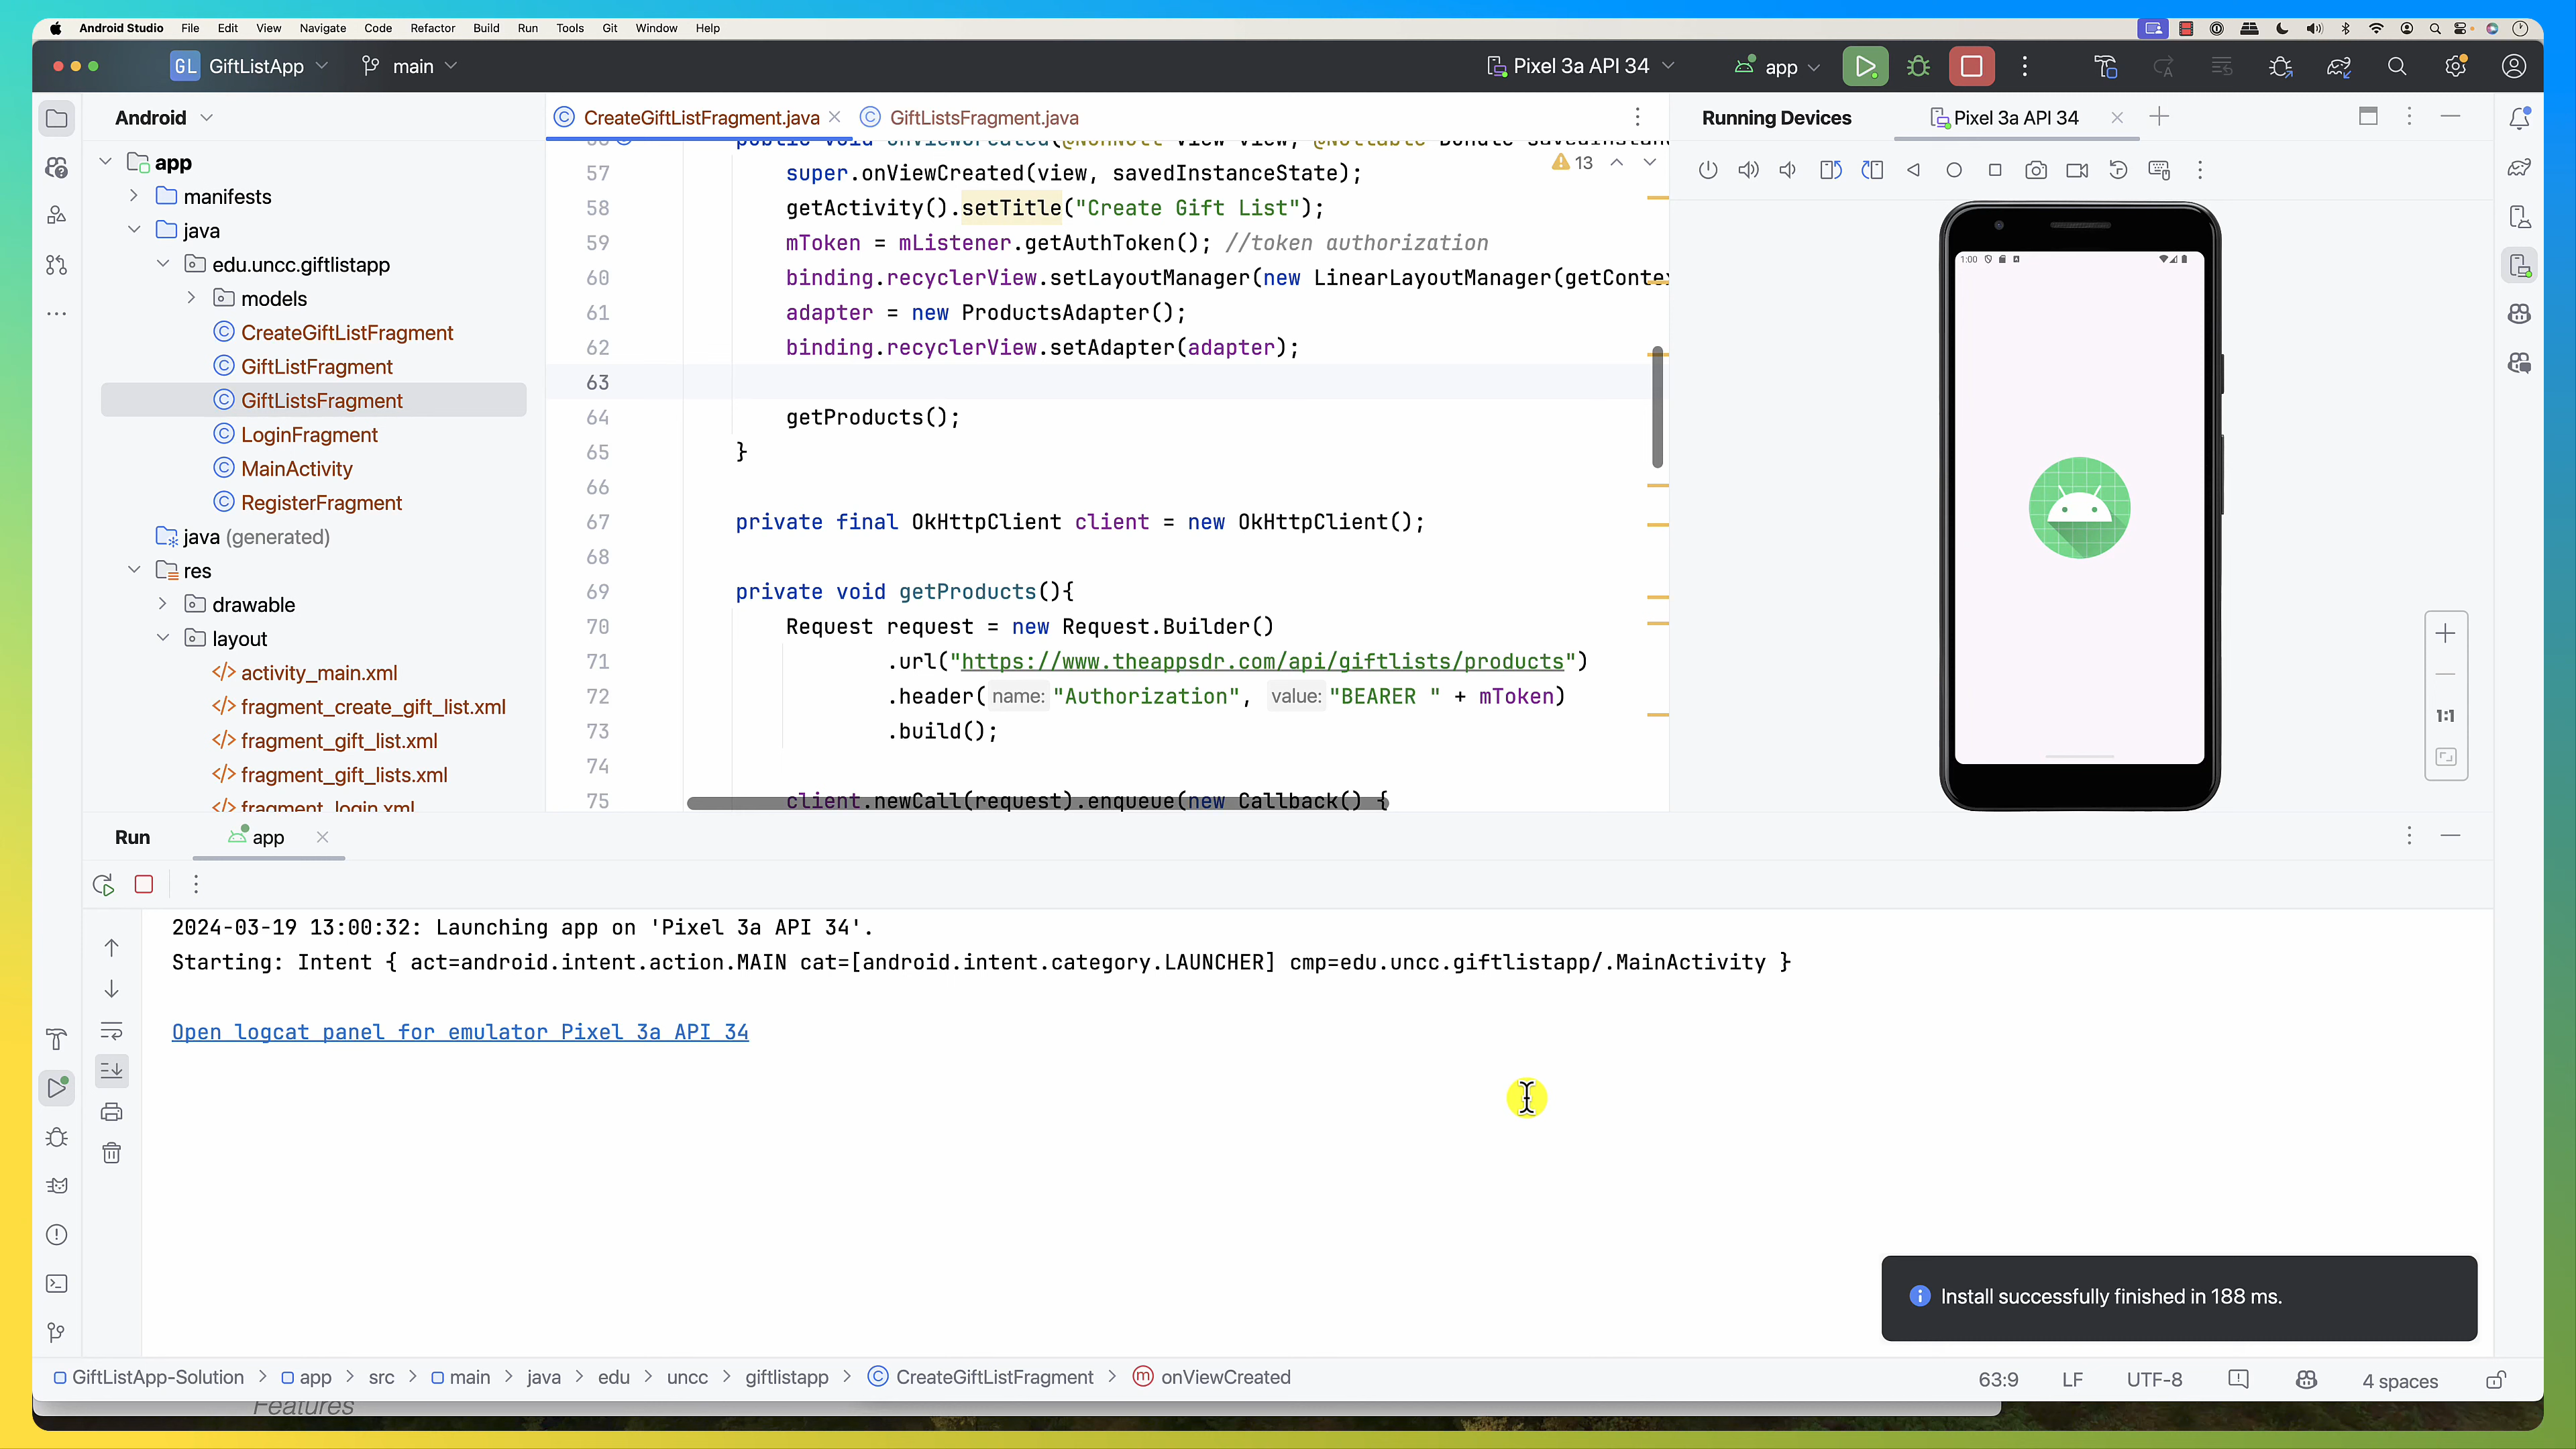 Android Studio File Edit View Navigate Code Refactor Build Run Tools Git Window Help
GL GiftListApp main Pixel 3a API 34 app
Android
CreateGiftListFragment.java GiftListsFragment.java
Running Devices Pixel 3a API 34
app
manifests
java
edu.uncc.giftlistapp
models
CreateGiftListFragment
GiftListFragment
GiftListsFragment
LoginFragment
MainActivity
RegisterFragment
java (generated)
res
drawable
layout
activity_main.xml
fragment_create_gift_list.xml
fragment_gift_list.xml
fragment_gift_lists.xml
fragment_login.xml
13
public void onViewCreated(@NonNull View view, @Nullable Bundle savedInstanc
57 super.onViewCreated(view, savedInstanceState);
58 getActivity().setTitle("Create Gift List");
59 mToken = mListener.getAuthToken(); //token authorization
60 binding.recyclerView.setLayoutManager(new LinearLayoutManager(getConte
61 adapter = new ProductsAdapter();
62 binding.recyclerView.setAdapter(adapter);
63
64 getProducts();
65 }
66
67 private final OkHttpClient client = new OkHttpClient();
68
69 private void getProducts(){
70 Request request = new Request.Builder()
71 .url("https://www.theappsdr.com/api/giftlists/products")
72 .header( name: "Authorization", value: "BEARER " + mToken)
73 .build();
74
75 client.newCall(request).enqueue(new Callback() {
1:00
1:1
Run app
2024-03-19 13:00:32: Launching app on 'Pixel 3a API 34'.
Starting: Intent { act=android.intent.action.MAIN cat=[android.intent.category.LAUNCHER] cmp=edu.uncc.giftlistapp/.MainActivity }
Open logcat panel for emulator Pixel 3a API 34
Install successfully finished in 188 ms.
GiftListApp-Solution > app > src > main > java > edu > uncc > giftlistapp > CreateGiftListFragment > onViewCreated
63:9 LF UTF-8 4 spaces
Features